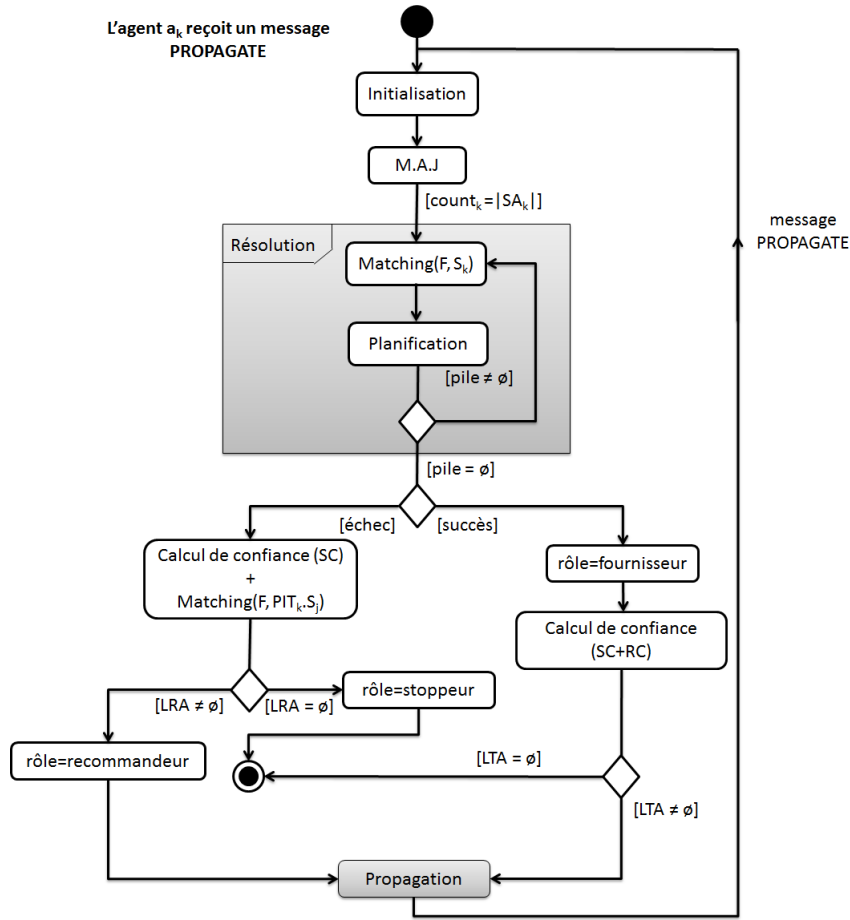 L'agent aₖ reçoit un message
PROPAGATE
Initialisation
M.A.J
[countₖ=|SAₖ|]
message
PROPAGATE
Résolution
Matching(F, Sₖ)
Planification
[pile ≠ ø]
[pile = ø]
[échec]
[succès]
Calcul de confiance (SC)
+
Matching(F, PITₖ.Sⱼ)
rôle=fournisseur
Calcul de confiance
(SC+RC)
[LRA ≠ ø]
[LRA = ø]
rôle=stoppeur
rôle=recommandeur
[LTA = ø]
[LTA ≠ ø]
Propagation